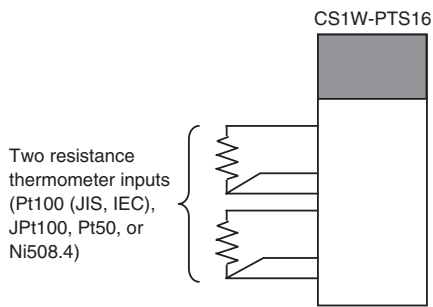 CS1W-PTS16
Two resistance
thermometer inputs
(Pt100 (JIS, IEC),
JPt100, Pt50, or
Ni508.4)